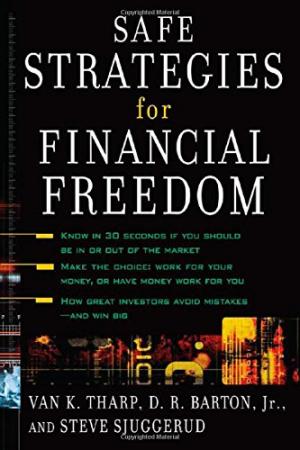 SAFE
STRATEGIES
for
FINANCIAL
FREEDOM
KNOW IN 30 SECONDS IF YOU SHOULD
BE IN OR OUT OF THE MARKET
MAKE THE CHOICE: WORK FOR YOUR
MONEY, OR HAVE MONEY WORK FOR YOU
HOW GREAT INVESTORS AVOID MISTAKES
—AND WIN BIG
VAN K. THARP, D. R. BARTON, Jr.,
AND STEVE SJUGGERUD